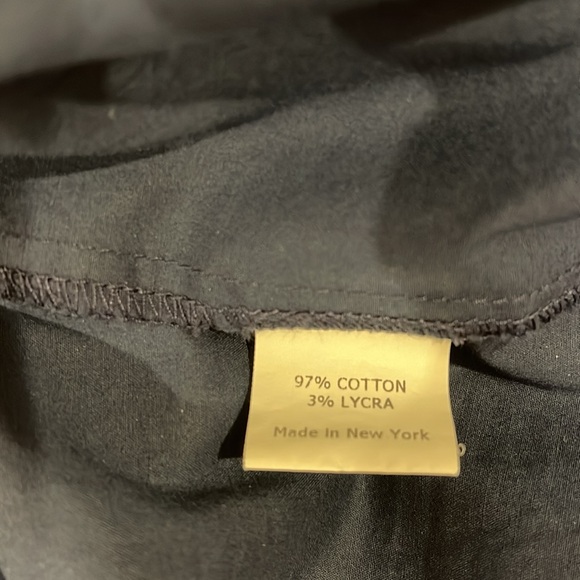 97% COTTON
3% LYCRA
Made in New York